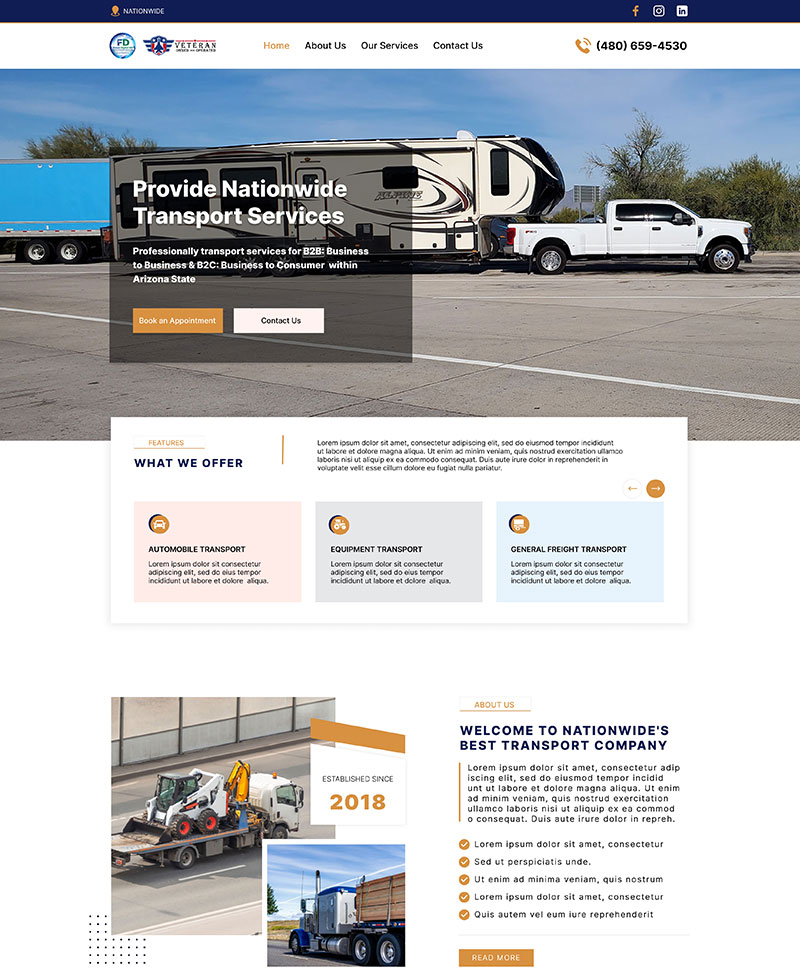 NATIONWIDE
FD
VETERAN
OWNED AND OPERATED
Home
About Us
Our Services
Contact Us
(480) 659-4530
ALPINE
Provide Nationwide
Transport Services
Professionally transport services for B2B: Business
to Business & B2C: Business to Consumer within
Arizona State
Book an Appointment
Contact Us
FEATURES
WHAT WE OFFER
Lorem ipsum dolor sit amet, consectetur adipiscing elit, sed do eiusmod tempor incididunt
ut labore et dolore magna aliqua. Ut enim ad minim veniam, quis nostrud exercitation ullamco
laboris nisi ut aliquip ex ea commodo consequat. Duis aute irure dolor in reprehenderit in
voluptate velit esse cillum dolore eu fugiat nulla pariatur.
AUTOMOBILE TRANSPORT
Lorem ipsum dolor sit consectetur
adipiscing elit, sed do eius tempor
incididunt ut labore et dolore aliqua.
EQUIPMENT TRANSPORT
Lorem ipsum dolor sit consectetur
adipiscing elit, sed do eius tempor
incididunt ut labore et dolore aliqua.
GENERAL FREIGHT TRANSPORT
Lorem ipsum dolor sit consectetur
adipiscing elit, sed do eius tempor
incididunt ut labore et dolore aliqua.
ESTABLISHED SINCE
2018
ABOUT US
WELCOME TO NATIONWIDE'S
BEST TRANSPORT COMPANY
Lorem ipsum dolor sit amet, consectetur adip
iscing elit, sed do eiusmod tempor incidid
unt ut labore et dolore magna aliqua. Ut enim
ad minim veniam, quis nostrud exercitation
ullamco laboris nisi ut aliquip ex ea commod
o consequat. Duis aute irure dolor in repreh.
Lorem ipsum dolor sit amet, consectetur
Sed ut perspiciatis unde.
Ut enim ad minima veniam, quis nostrum
Lorem ipsum dolor sit amet, consectetur
Quis autem vel eum iure reprehenderit
READ MORE